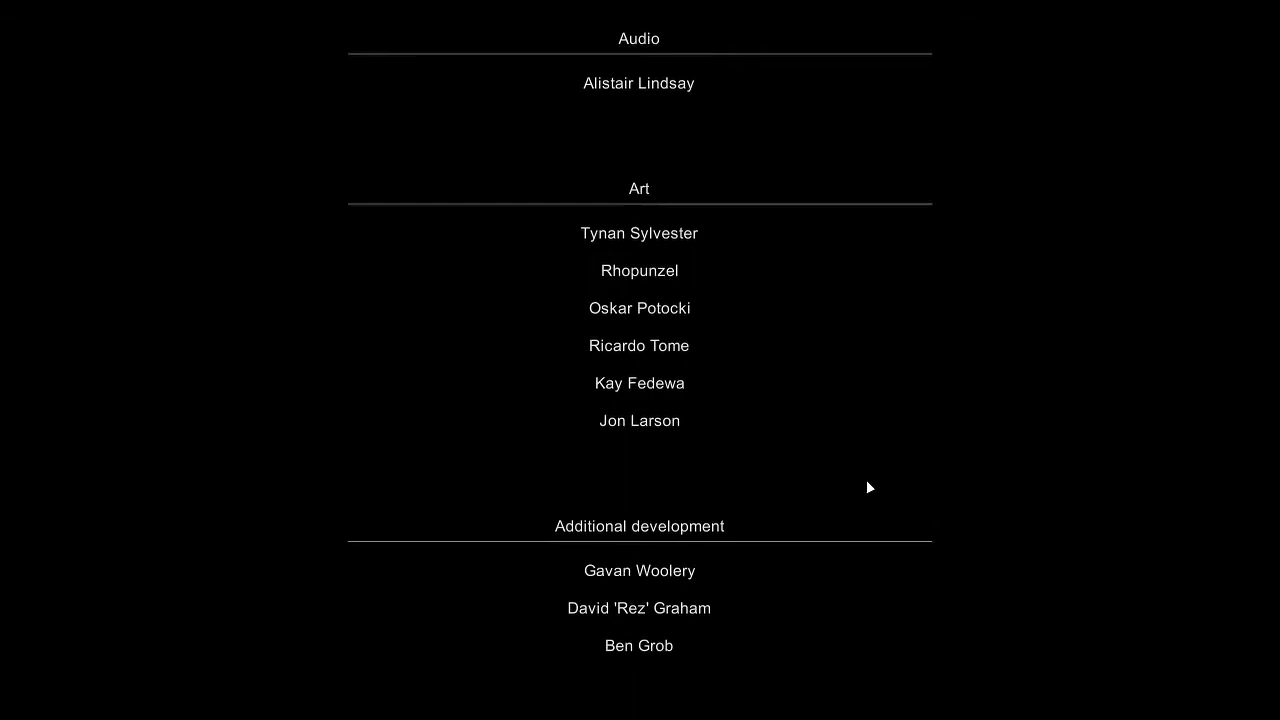 Audio
Alistair Lindsay
Art
Tynan Sylvester
Rhopunzel
Oskar Potocki
Ricardo Tome
Kay Fedewa
Jon Larson
Additional development
Gavan Woolery
David 'Rez' Graham
Ben Grob